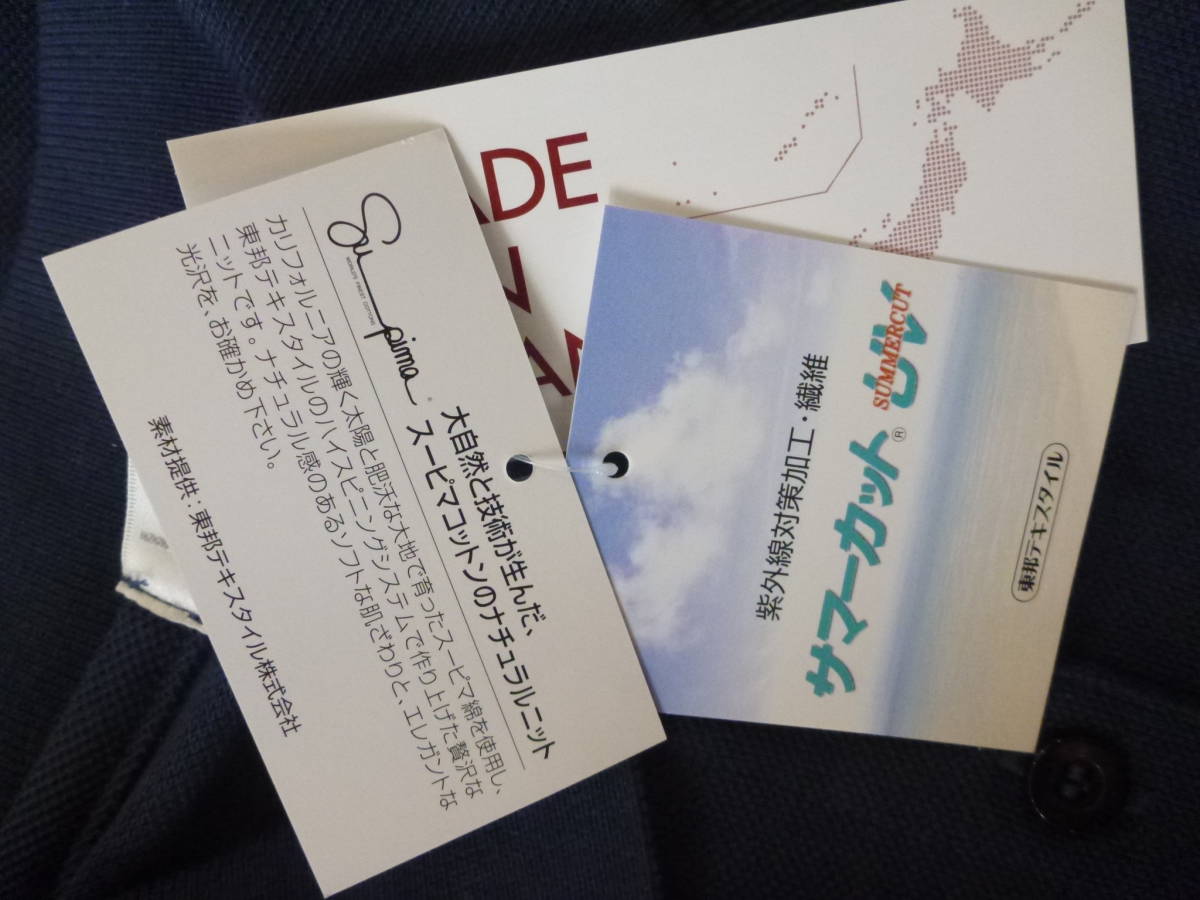 Supima
WORLD'S FINEST COTTONS
大自然と技術が生んだ、
スーピマコットンのナチュラルニット
カリフォルニアの輝く太陽と肥沃な大地で育ったスーピマ綿を使用し、
東邦テキスタイルのハイスピニングシステムで作り上げた贅沢な
ニットです。ナチュラル感のあるソフトな肌ざわりと、エレガントな
光沢を、お確かめ下さい。
素材提供：東邦テキスタイル株式会社
紫外線対策加工・繊維
サマーカット® UV
SUMMERCUT
東邦テキスタイル
ADE